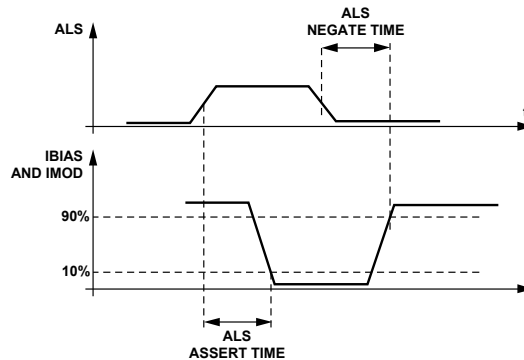 ALS
NEGATE TIME
ALS
t
IBIAS
AND IMOD
90%
10%
ALS
ASSERT TIME